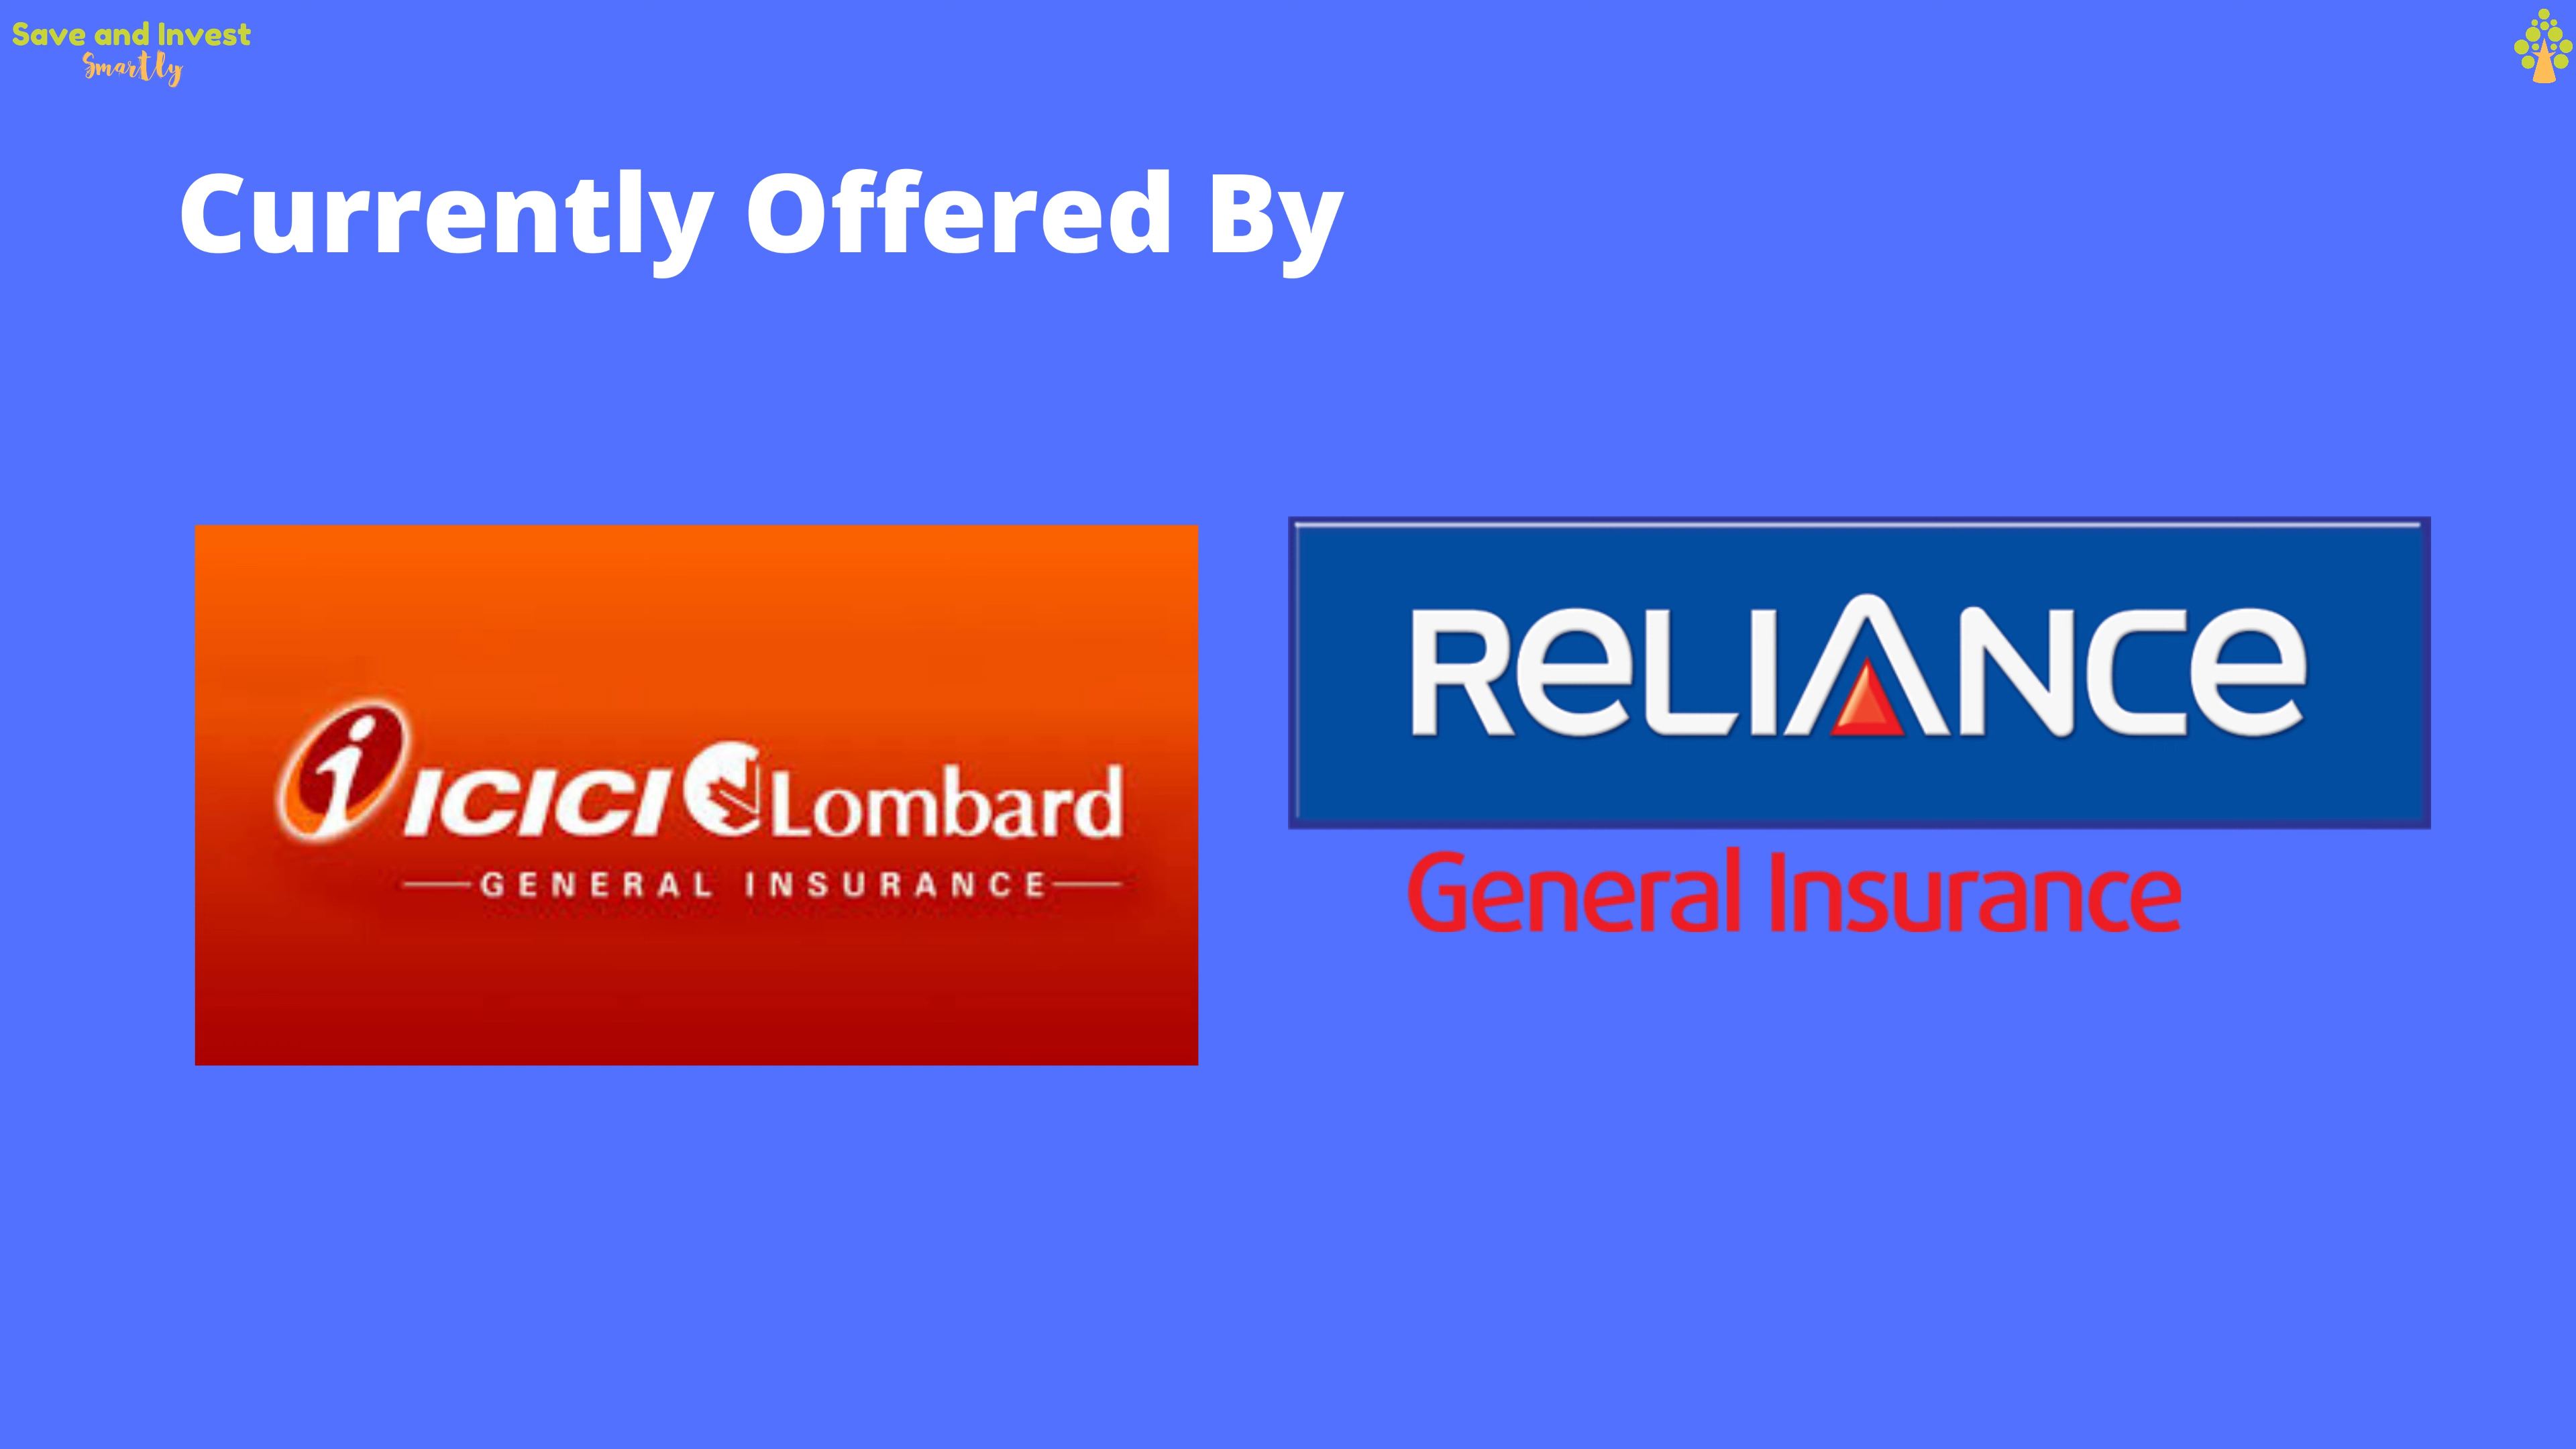 Save and Invest
Smartly
Currently Offered By
i ICICI Lombard
GENERAL INSURANCE
RELIANCE
General Insurance